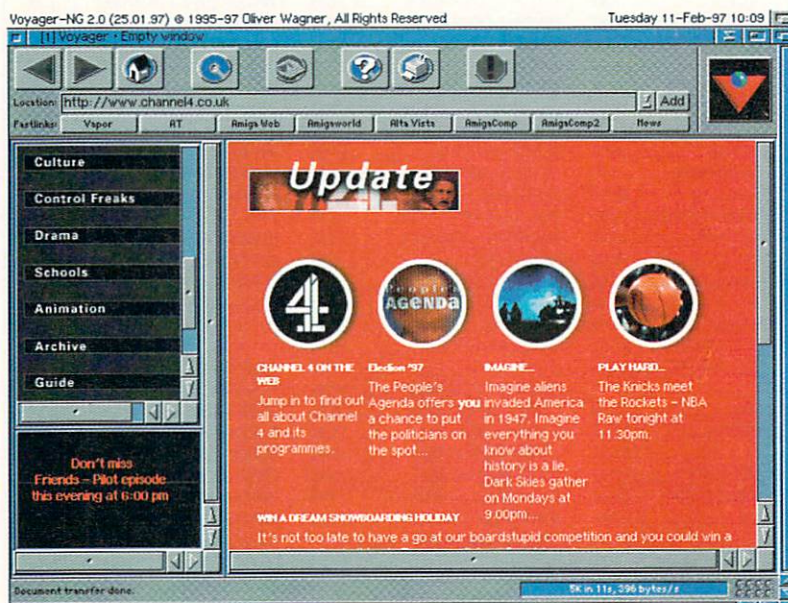 Voyager-NG 2.0 (25.01.97) © 1995-97 Oliver Wagner, All Rights Reserved
Tuesday 11-Feb-97 10:09
[1] Voyager • Empty window
Location: http://www.channel4.co.uk
Add
Fastlinks: Vapor AT Amiga Web Amigaworld Alta Vista AmigaComp AmigaComp2 News
Culture
Control Freaks
Drama
Schools
Animation
Archive
Guide
Don't miss
Friends - Pilot episode
this evening at 6:00 pm
Update
4
People's
AGENDA
CHANNEL 4 ON THE
WEB
Jump in to find out
all about Channel
4 and its
programmes.
Election '97
The People's
Agenda offers you
a chance to put
the politicians on
the spot...
IMAGINE...
Imagine aliens
invaded America
in 1947. Imagine
everything you
know about
history is a lie.
Dark Skies gather
on Mondays at
9.00pm...
PLAY HARD...
The Knicks meet
the Rockets - NBA
Raw tonight at
11.30pm.
WIN A DREAM SNOWBOARDING HOLIDAY
It's not too late to have a go at our boardstupid competition and you could win a
Document transfer done.
5K in 11s, 396 bytes/s